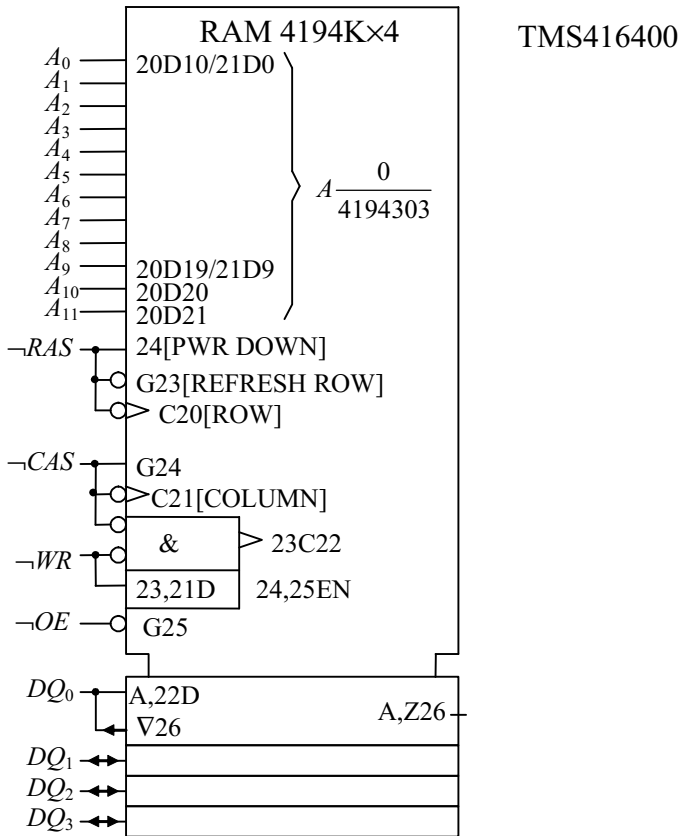 RAM 4194K×4 TMS416400
A₀ 20D10/21D0
A₁
A₂
A₃
A₄
A₅
A₆ A 0/4194303
A₇
A₈
A₉ 20D19/21D9
A₁₀ 20D20
A₁₁ 20D21
¬RAS 24[PWR DOWN]
G23[REFRESH ROW]
C20[ROW]
¬CAS G24
C21[COLUMN]
& 23C22
¬WR
23,21D 24,25EN
¬OE G25
DQ₀ A,22D
A,Z26
∇26
DQ₁
DQ₂
DQ₃